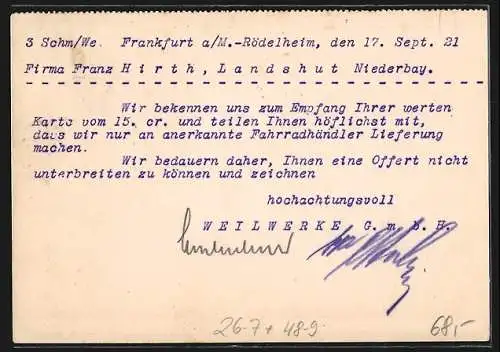 3 Schm/We. Frankfurt a/M.-Rödelheim, den 17. Sept. 21
Firma Franz Hirth, Landshut Niederbay.
Wir bekennen uns zum Empfang Ihrer werten
Karte vom 15. cr. und teilen Ihnen höflichst mit,
dass wir nur an anerkannte Fahrradhändler Lieferung
machen.
Wir bedauern daher, Ihnen eine Offert nicht
unterbreiten zu können und zeichnen
hochachtungsvoll
WEILWERKE G.m.b.H.
26-7 + 48-9
68,-